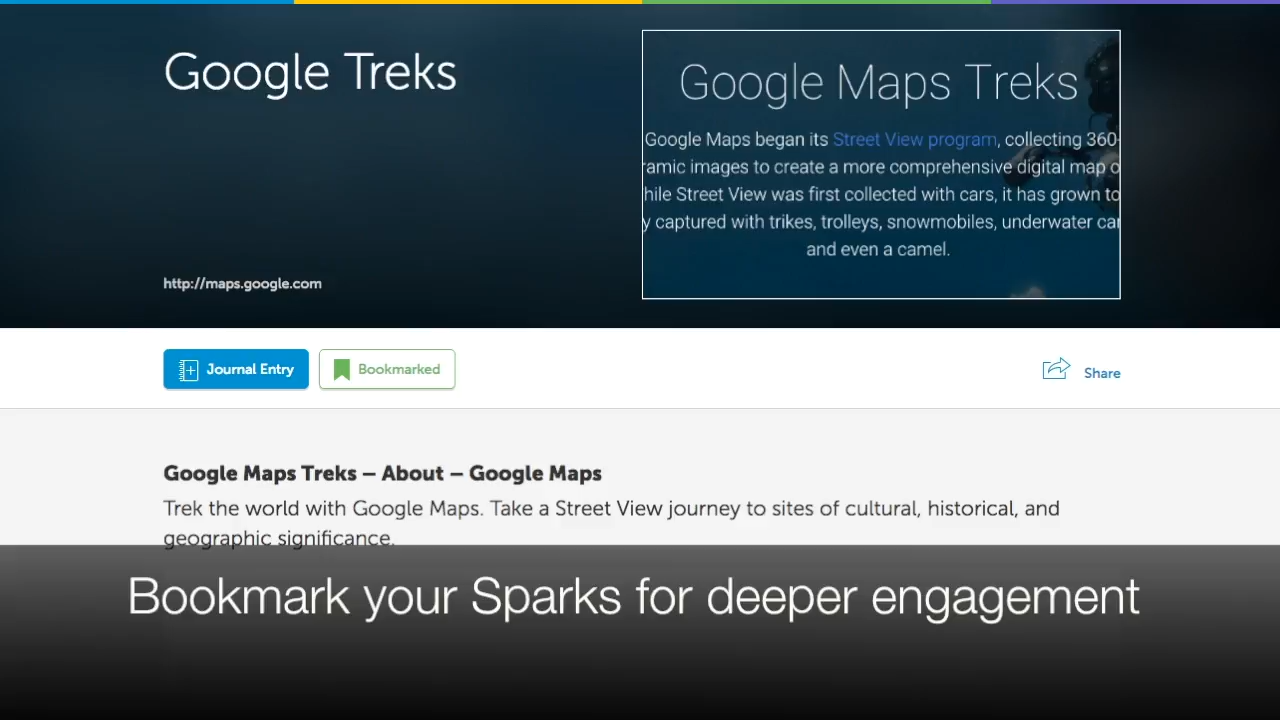 Google Treks
Google Maps Treks
Google Maps began its Street View program, collecting 360-
ramic images to create a more comprehensive digital map o
hile Street View was first collected with cars, it has grown to
y captured with trikes, trolleys, snowmobiles, underwater car
and even a camel.
http://maps.google.com
Journal Entry
Bookmarked
Share
Google Maps Treks – About – Google Maps
Trek the world with Google Maps. Take a Street View journey to sites of cultural, historical, and
geographic significance.
Bookmark your Sparks for deeper engagement